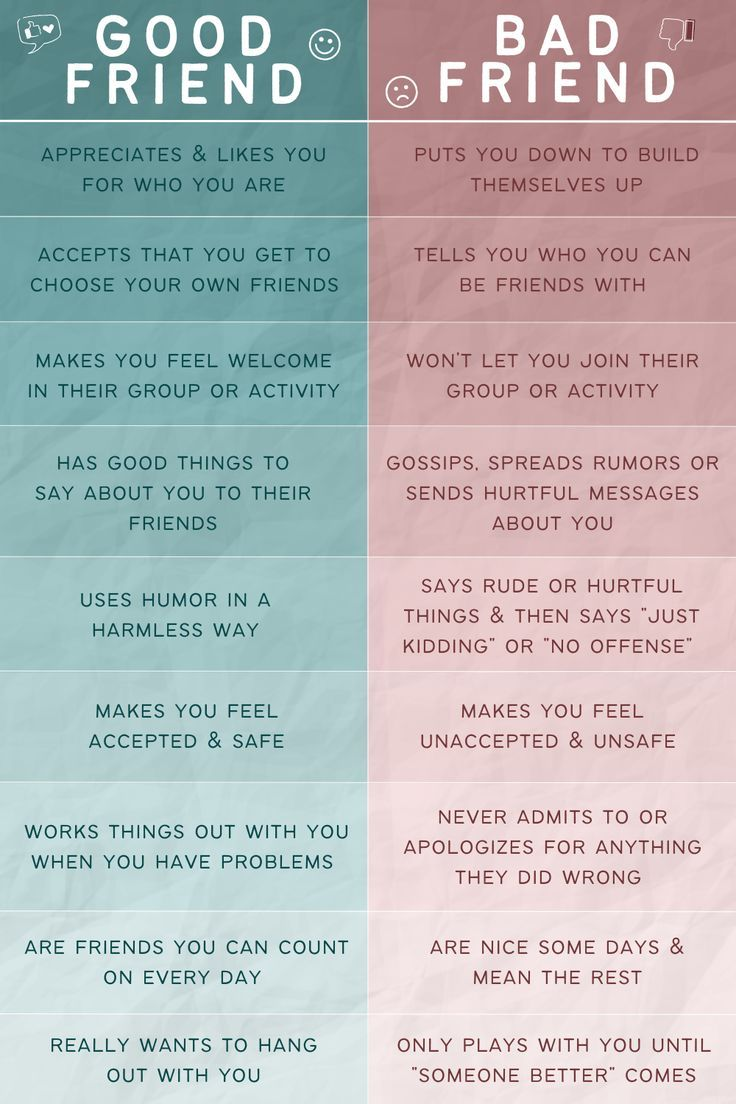 GOOD
FRIEND
BAD
FRIEND
APPRECIATES & LIKES YOU
FOR WHO YOU ARE
PUTS YOU DOWN TO BUILD
THEMSELVES UP
ACCEPTS THAT YOU GET TO
CHOOSE YOUR OWN FRIENDS
TELLS YOU WHO YOU CAN
BE FRIENDS WITH
MAKES YOU FEEL WELCOME
IN THEIR GROUP OR ACTIVITY
WON'T LET YOU JOIN THEIR
GROUP OR ACTIVITY
HAS GOOD THINGS TO
SAY ABOUT YOU TO THEIR
FRIENDS
GOSSIPS, SPREADS RUMORS OR
SENDS HURTFUL MESSAGES
ABOUT YOU
USES HUMOR IN A
HARMLESS WAY
SAYS RUDE OR HURTFUL
THINGS & THEN SAYS "JUST
KIDDING" OR "NO OFFENSE"
MAKES YOU FEEL
ACCEPTED & SAFE
MAKES YOU FEEL
UNACCEPTED & UNSAFE
WORKS THINGS OUT WITH YOU
WHEN YOU HAVE PROBLEMS
NEVER ADMITS TO OR
APOLOGIZES FOR ANYTHING
THEY DID WRONG
ARE FRIENDS YOU CAN COUNT
ON EVERY DAY
ARE NICE SOME DAYS &
MEAN THE REST
REALLY WANTS TO HANG
OUT WITH YOU
ONLY PLAYS WITH YOU UNTIL
"SOMEONE BETTER" COMES